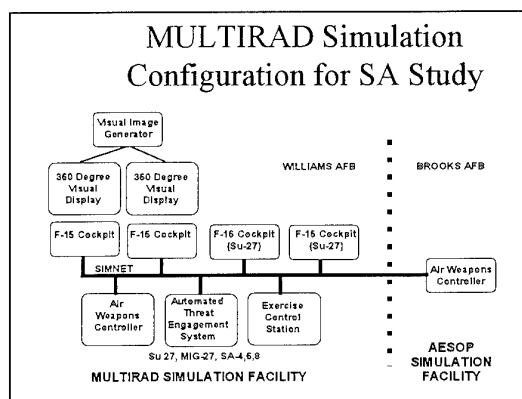 MULTIRAD Simulation
Configuration for SA Study
Visual Image
Generator
360 Degree
Visual
Display
360 Degree
Visual
Display
WILLIAMS AFB
BROOKS AFB
F-15 Cockpit
F-15 Cockpit
F-16 Cockpit
(Su-27)
F-15 Cockpit
(Su-27)
SIMNET
Air Weapons
Controller
Air
Weapons
Controller
Automated
Threat
Engagement
System
Exercise
Control
Station
Su 27, MIG-27, SA-4,6,8
MULTIRAD SIMULATION FACILITY
AESOP
SIMULATION
FACILITY